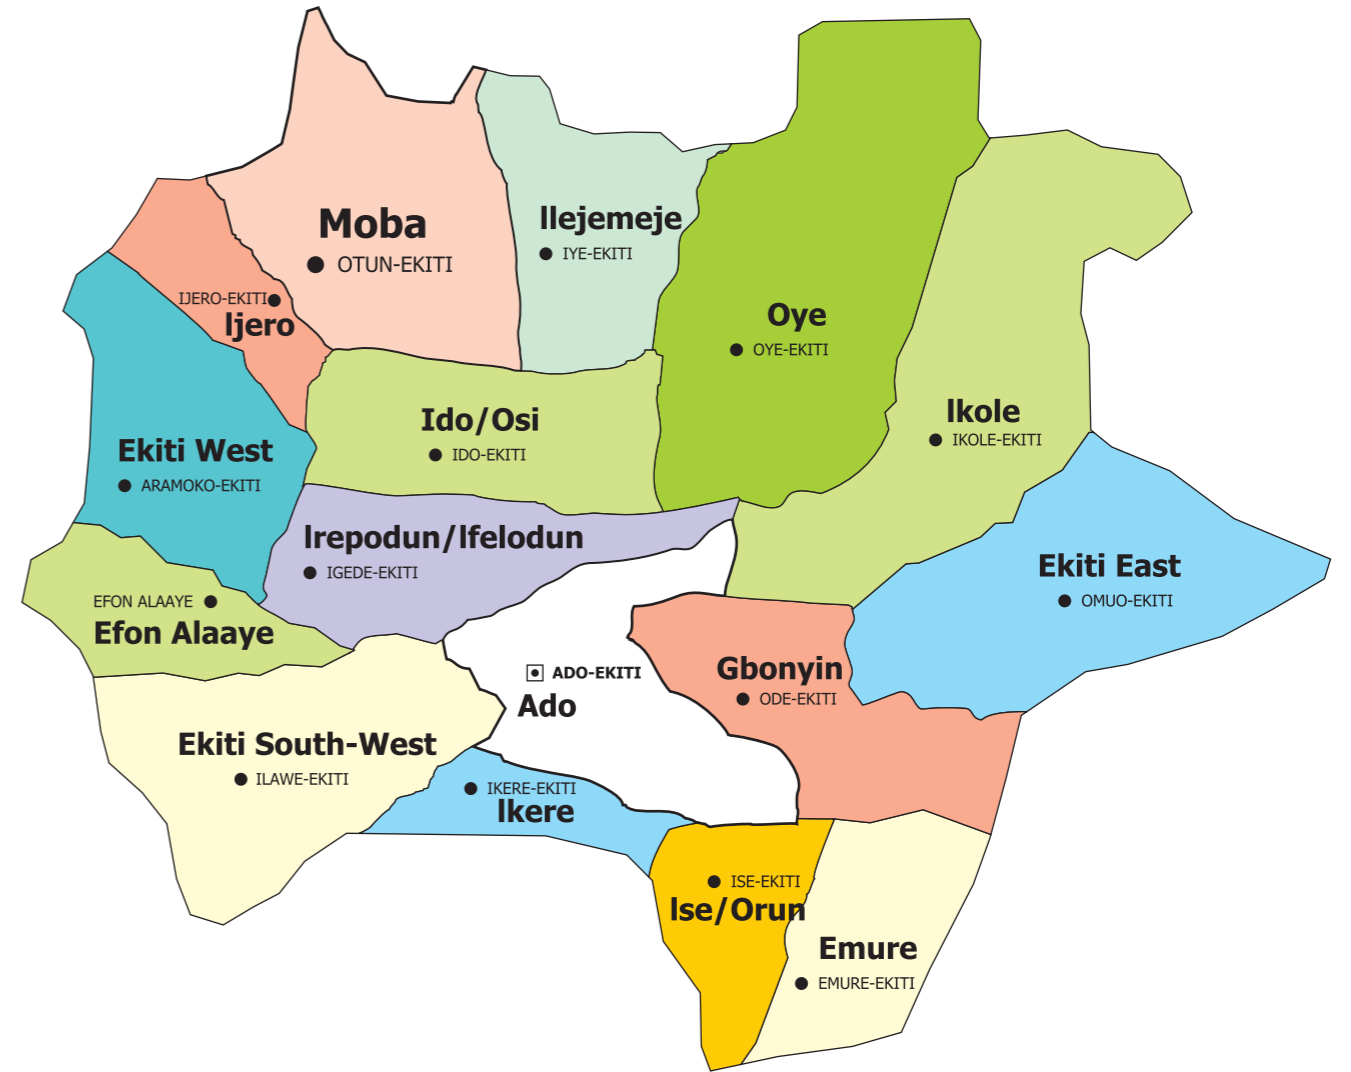 Moba
OTUN-EKITI
Ilejemeje
IYE-EKITI
IJERO-EKITI
Ijero
Oye
OYE-EKITI
Ido/Osi
IDO-EKITI
Ikole
IKOLE-EKITI
Ekiti West
ARAMOKO-EKITI
Irepodun/Ifelodun
IGEDE-EKITI
Ekiti East
OMUO-EKITI
EFON ALAAYE
Efon Alaaye
ADO-EKITI
Ado
Gbonyin
ODE-EKITI
Ekiti South-West
ILAWE-EKITI
IKERE-EKITI
Ikere
ISE-EKITI
Ise/Orun
Emure
EMURE-EKITI